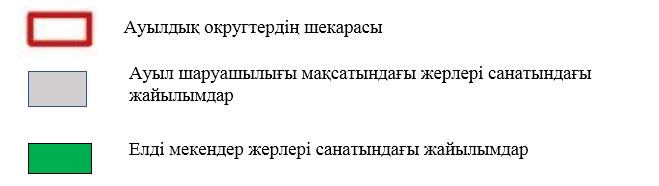 Ауылдық округтердің шекарасы
Ауыл шаруашылығы мақсатындағы жерлері санатындағы
жайылымдар
Елді мекендер жерлері санатындағы жайылымдар